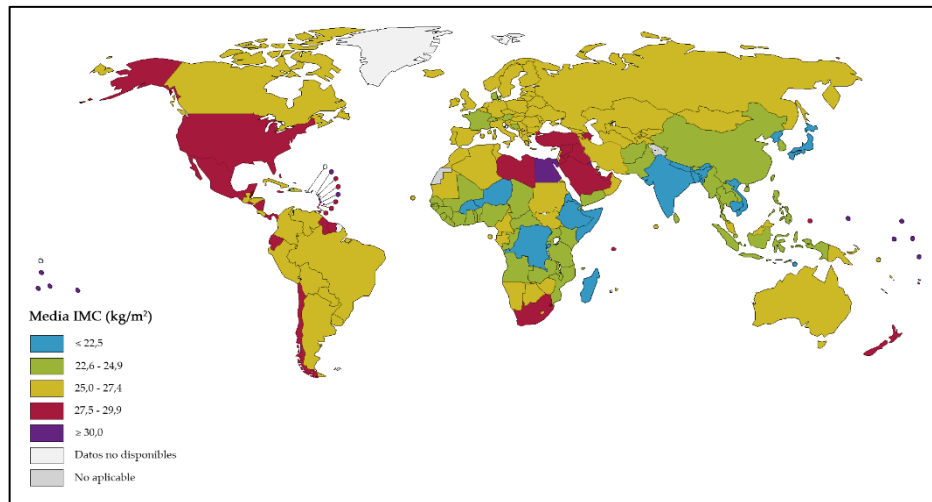 Media IMC (kg/m²)
≤ 22,5
22,6 - 24,9
25,0 - 27,4
27,5 - 29,9
≥ 30,0
Datos no disponibles
No aplicable